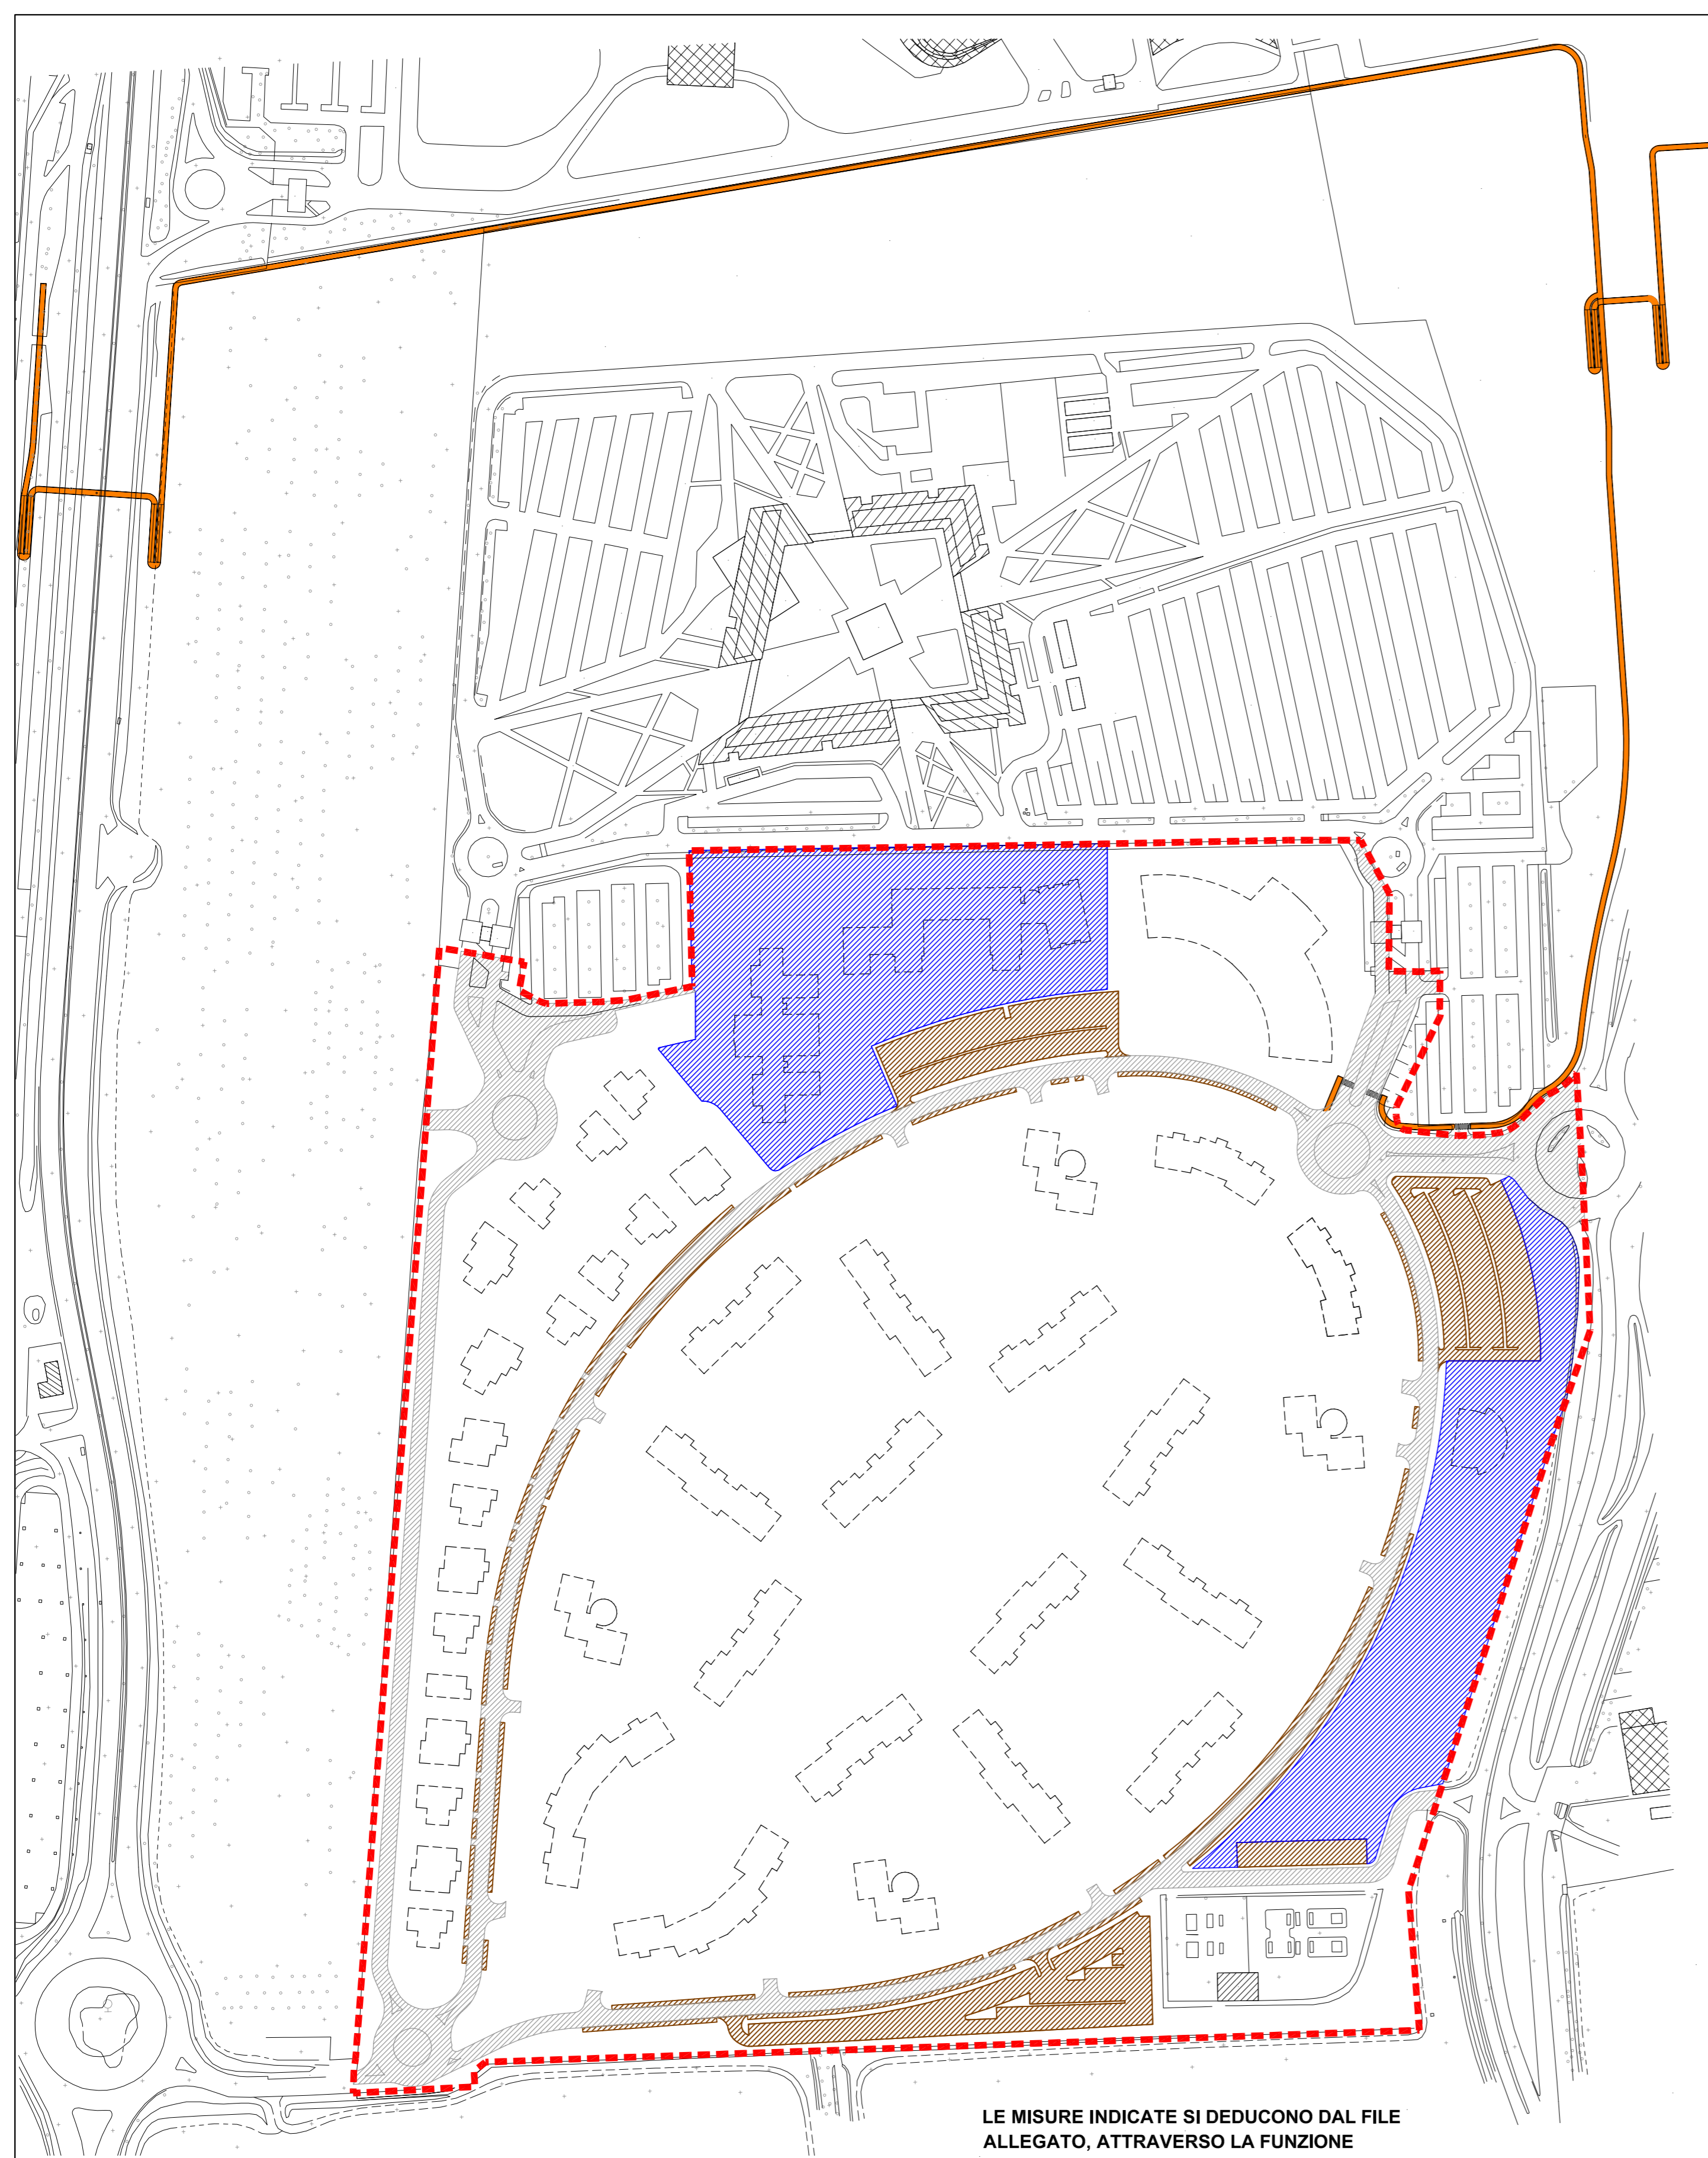 LE MISURE INDICATE SI DEDUCONO DAL FILE
ALLEGATO, ATTRAVERSO LA FUNZIONE